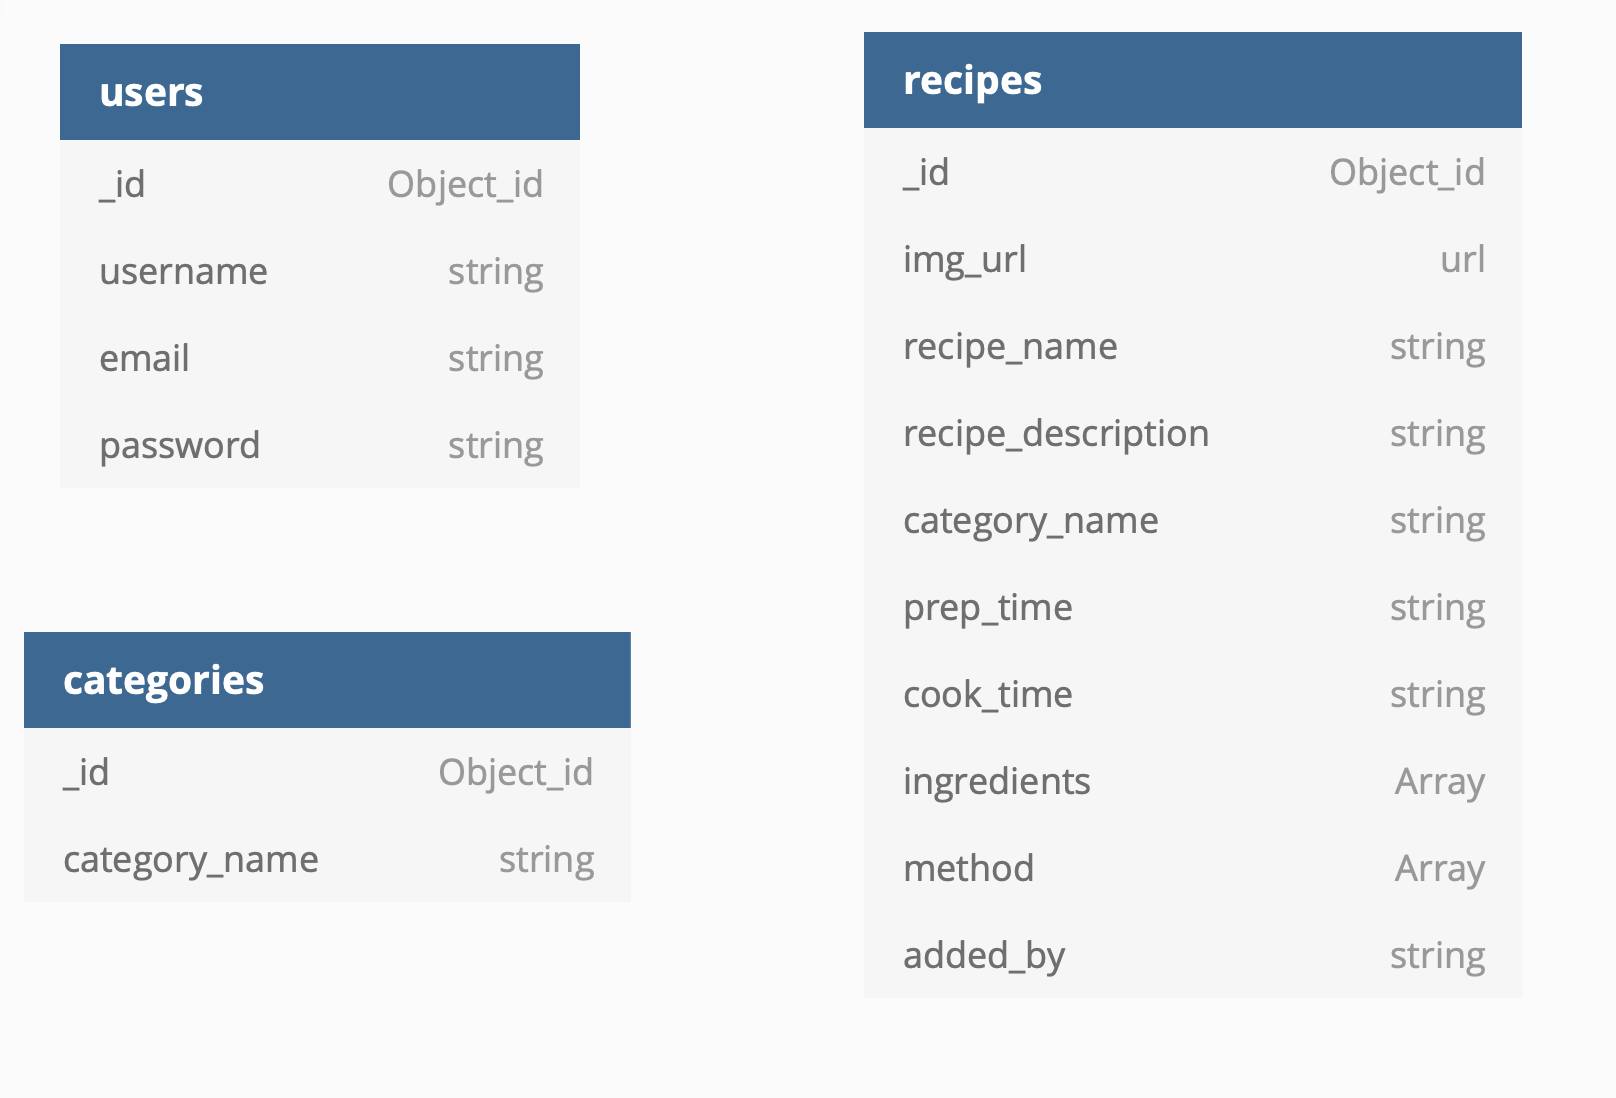 users
_id Object_id
username string
email string
password string
categories
_id Object_id
category_name string
recipes
_id Object_id
img_url url
recipe_name string
recipe_description string
category_name string
prep_time string
cook_time string
ingredients Array
method Array
added_by string